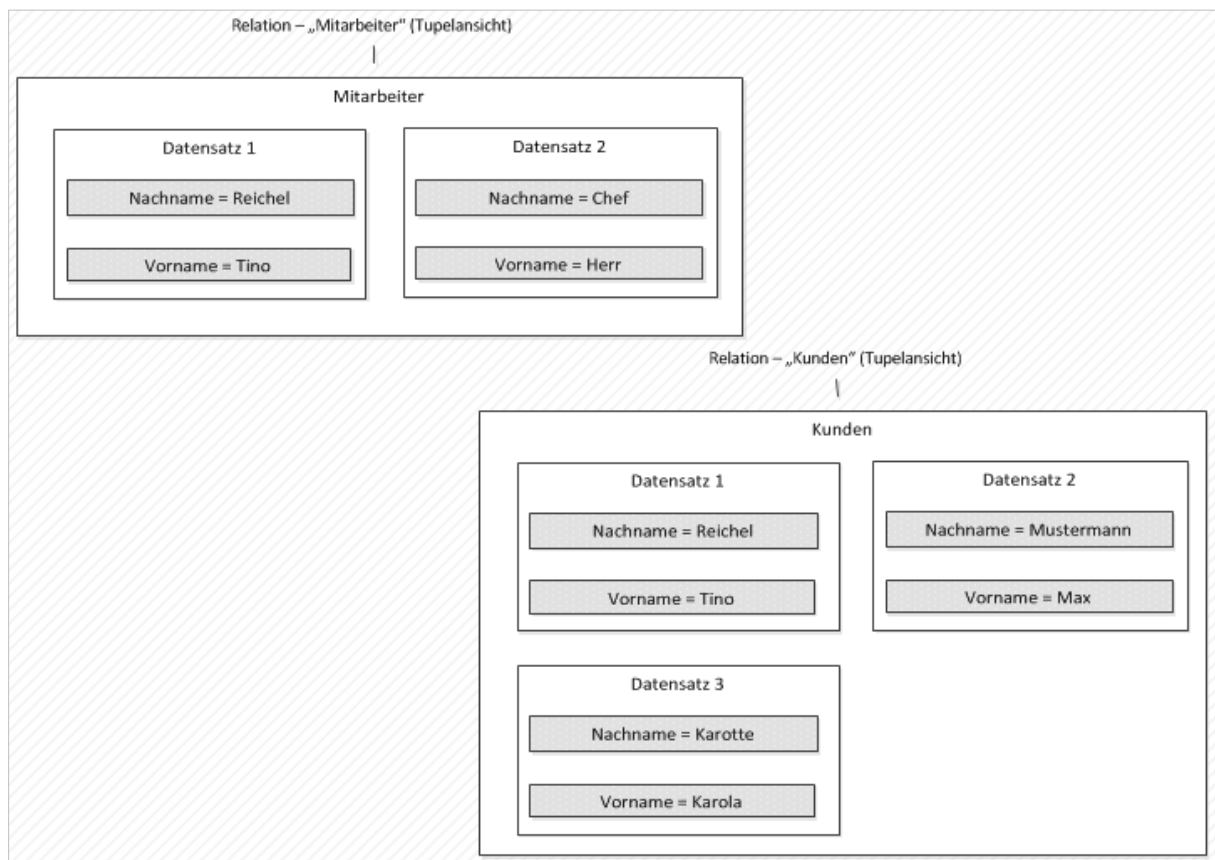 Relation – „Mitarbeiter" (Tupelansicht)
Mitarbeiter
Datensatz 1
Nachname = Reichel
Vorname = Tino
Datensatz 2
Nachname = Chef
Vorname = Herr
Relation – „Kunden“ (Tupelansicht)
Kunden
Datensatz 1
Nachname = Reichel
Vorname = Tino
Datensatz 2
Nachname = Mustermann
Vorname = Max
Datensatz 3
Nachname = Karotte
Vorname = Karola